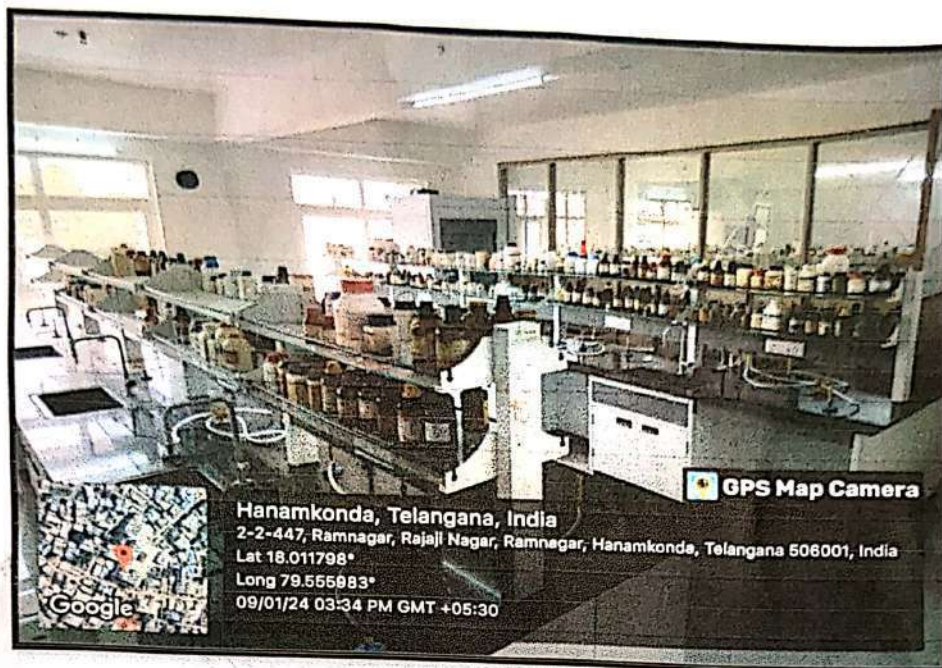 GPS Map Camera
Hanamkonda, Telangana, India
2-2-447, Ramnagar, Rajaji Nagar, Ramnagar, Hanamkonda, Telangana 506001, India
Lat 18.011798°
Long 79.555983°
09/01/24 03:34 PM GMT +05:30
Google